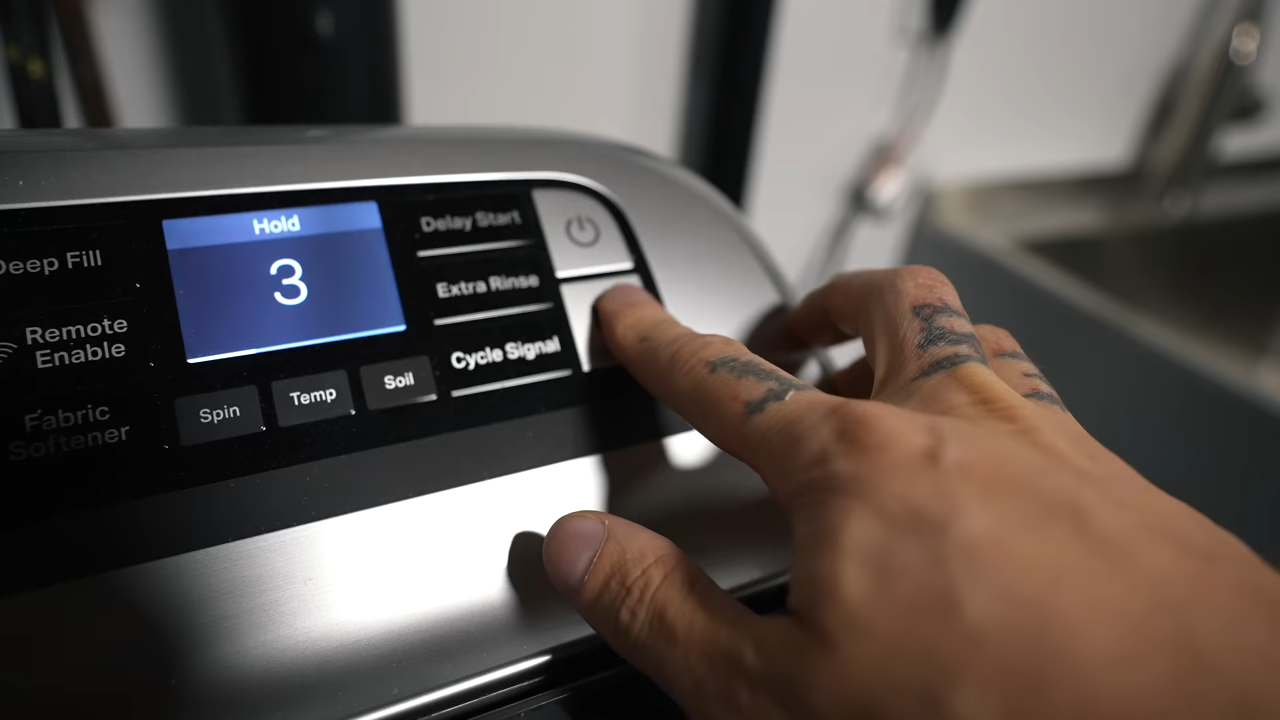 Deep Fill
Remote
Enable
Fabric
Softener
Hold
3
Spin
Temp
Soil
Delay Start
Extra Rinse
Cycle Signal